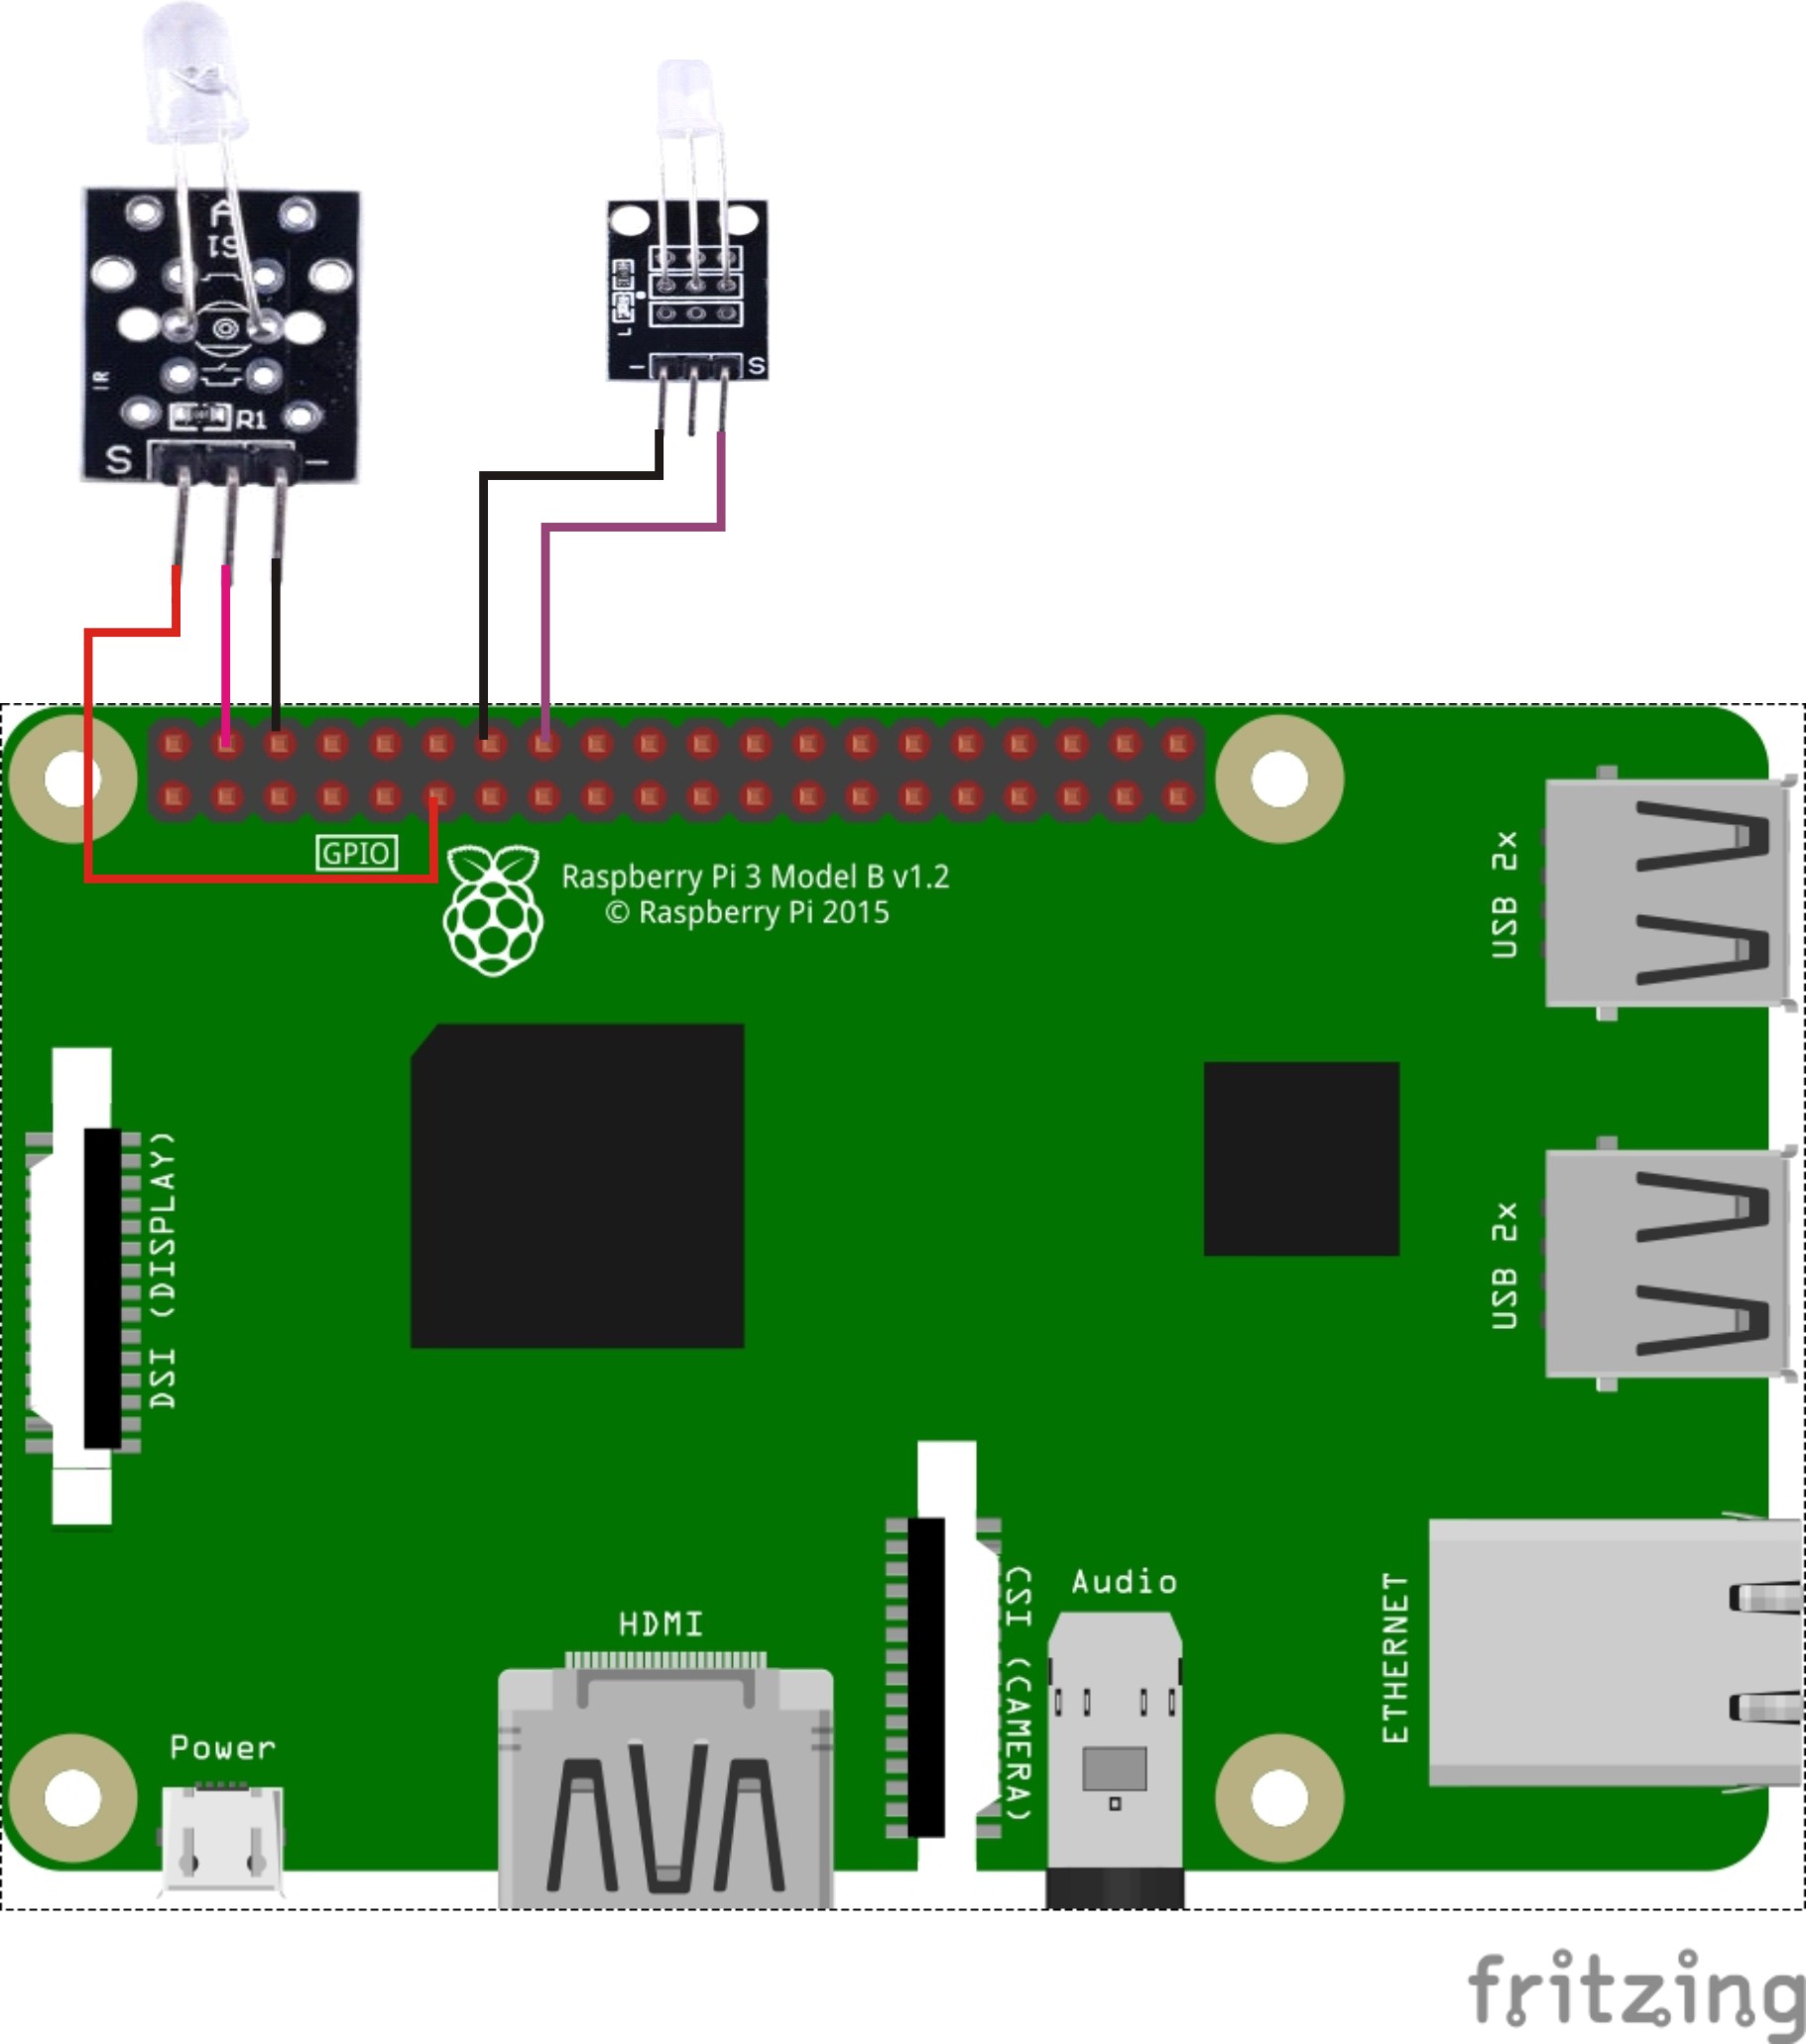 A
S1
IR
R1
S
–
L
–
S
GPIO
Raspberry Pi 3 Model B v1.2
© Raspberry Pi 2015
USB 2x
DSI (DISPLAY)
USB 2x
HDMI
CSI (CAMERA)
Audio
ETHERNET
Power
fritzing